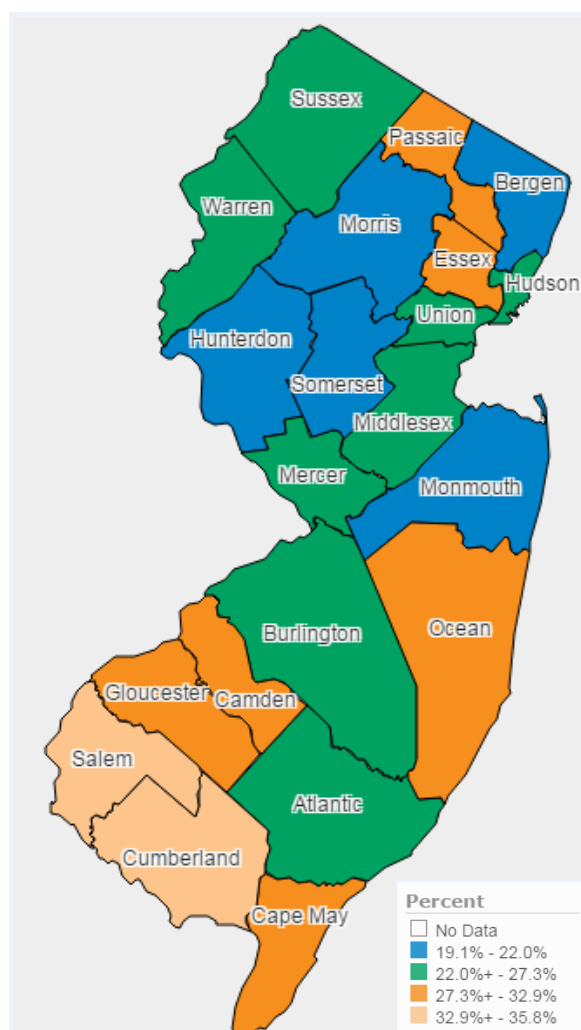 Sussex
Passaic
Bergen
Warren
Morris
Essex
Hudson
Union
Hunterdon
Somerset
Middlesex
Mercer
Monmouth
Ocean
Burlington
Gloucester
Camden
Salem
Atlantic
Cumberland
Cape May
Percent
No Data
19.1% - 22.0%
22.0%+ - 27.3%
27.3%+ - 32.9%
32.9%+ - 35.8%